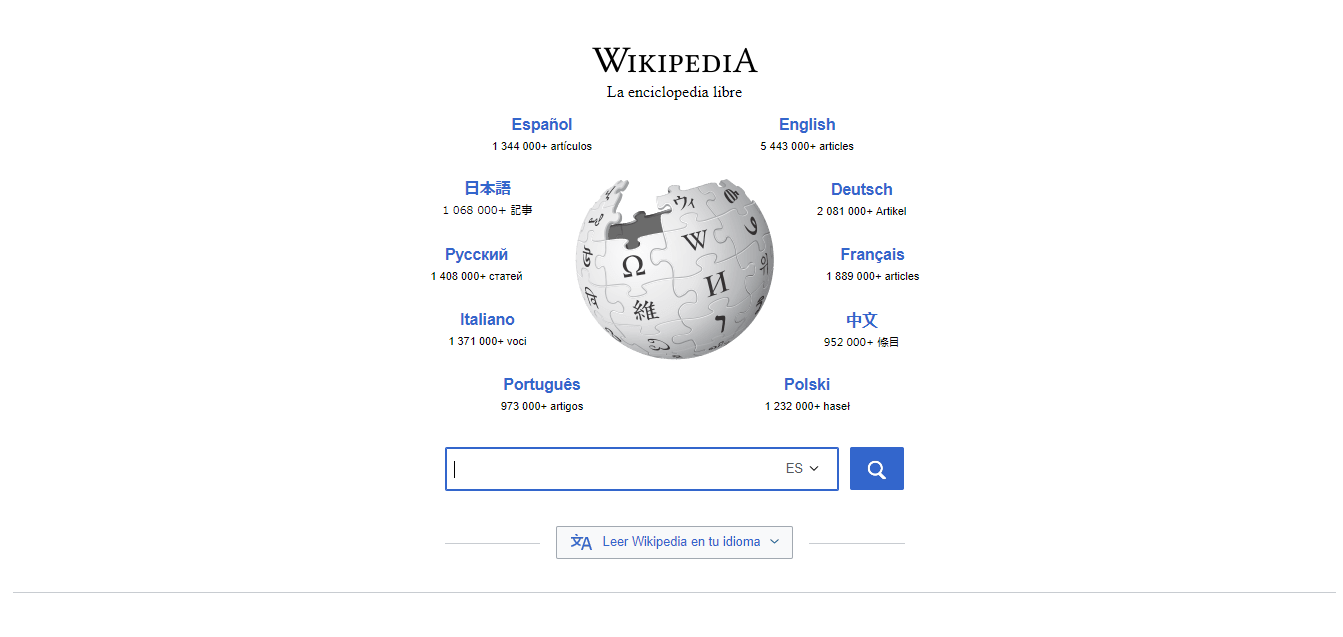 WIKIPEDIA
La enciclopedia libre
Español
1 344 000+ artículos
English
5 443 000+ articles
日本語
1 068 000+ 記事
Deutsch
2 081 000+ Artikel
Русский
1 408 000+ статей
Français
1 889 000+ articles
Italiano
1 371 000+ voci
中文
952 000+ 條目
Português
973 000+ artigos
Polski
1 232 000+ haseł
ウィ
W
Ω
И
維
ES
Leer Wikipedia en tu idioma